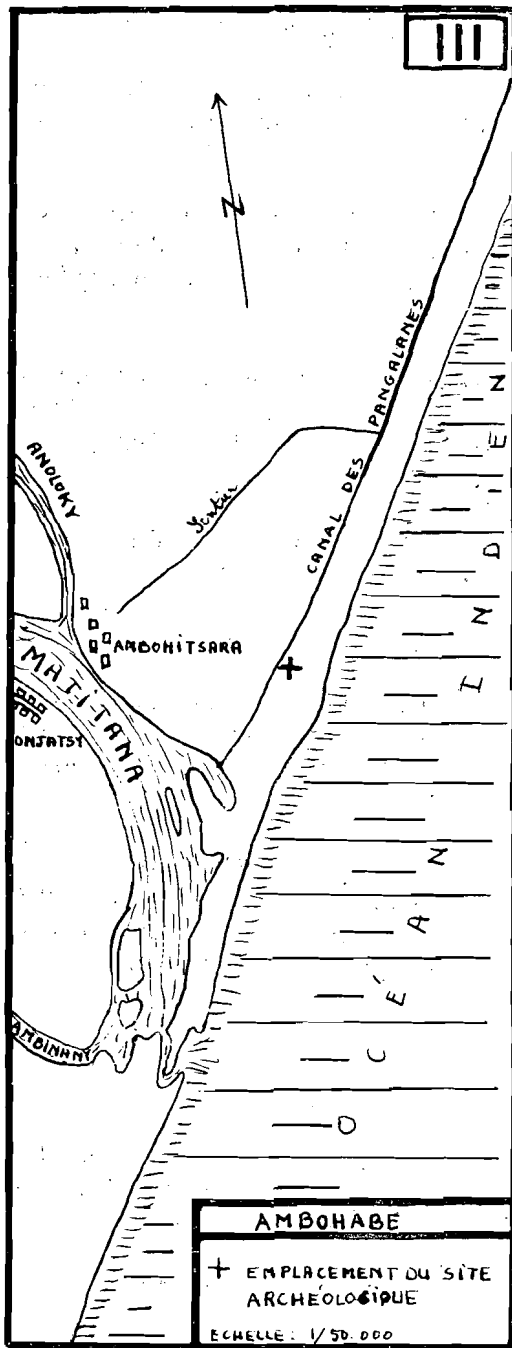 III
N
CANAL DES PANGALANES
Sentier
ANOLOKY
AMBOHITSARA
MATITANA
ONJATSY
AMBINANY
OCÉAN INDIEN
AMBOHABE
+ EMPLACEMENT DU SITE
ARCHÉOLOGIQUE
ECHELLE: 1/50.000